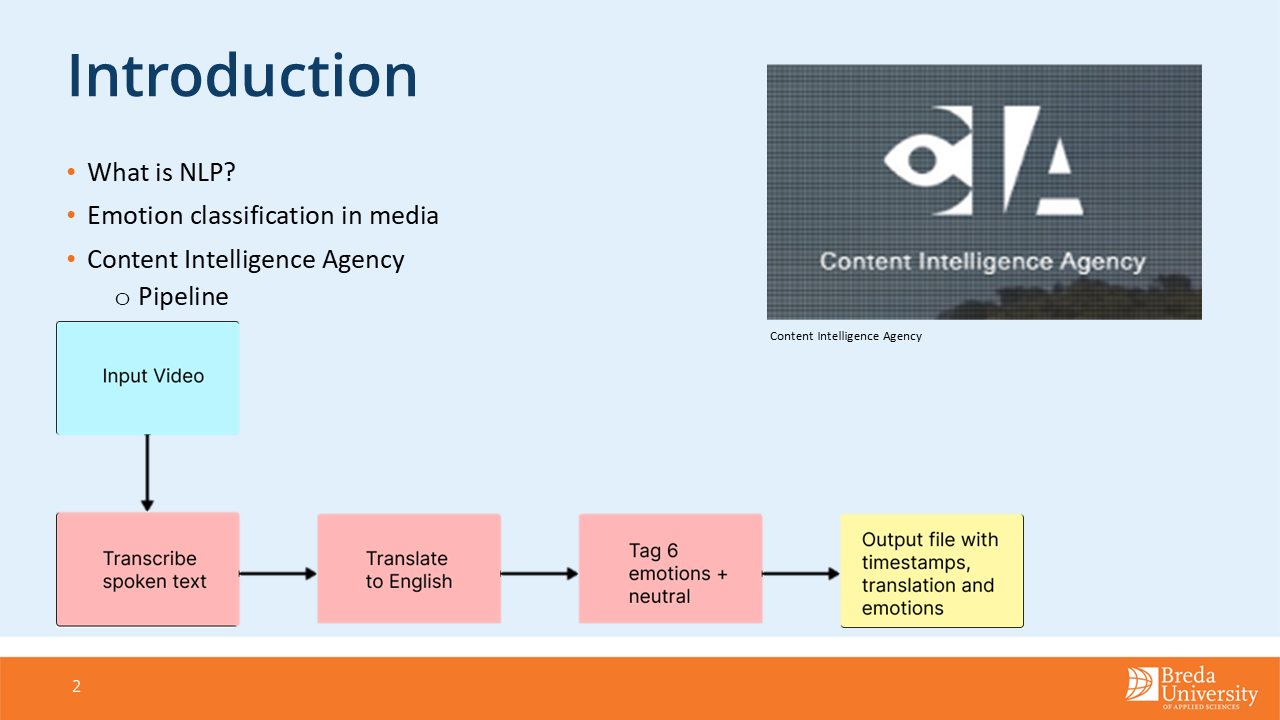 Introduction
• What is NLP?
• Emotion classification in media
• Content Intelligence Agency
o Pipeline
CIA
Content Intelligence Agency
Content Intelligence Agency
Input Video
Transcribe
spoken text
Translate
to English
Tag 6
emotions +
neutral
Output file with
timestamps,
translation and
emotions
2
Breda
University
OF APPLIED SCIENCES